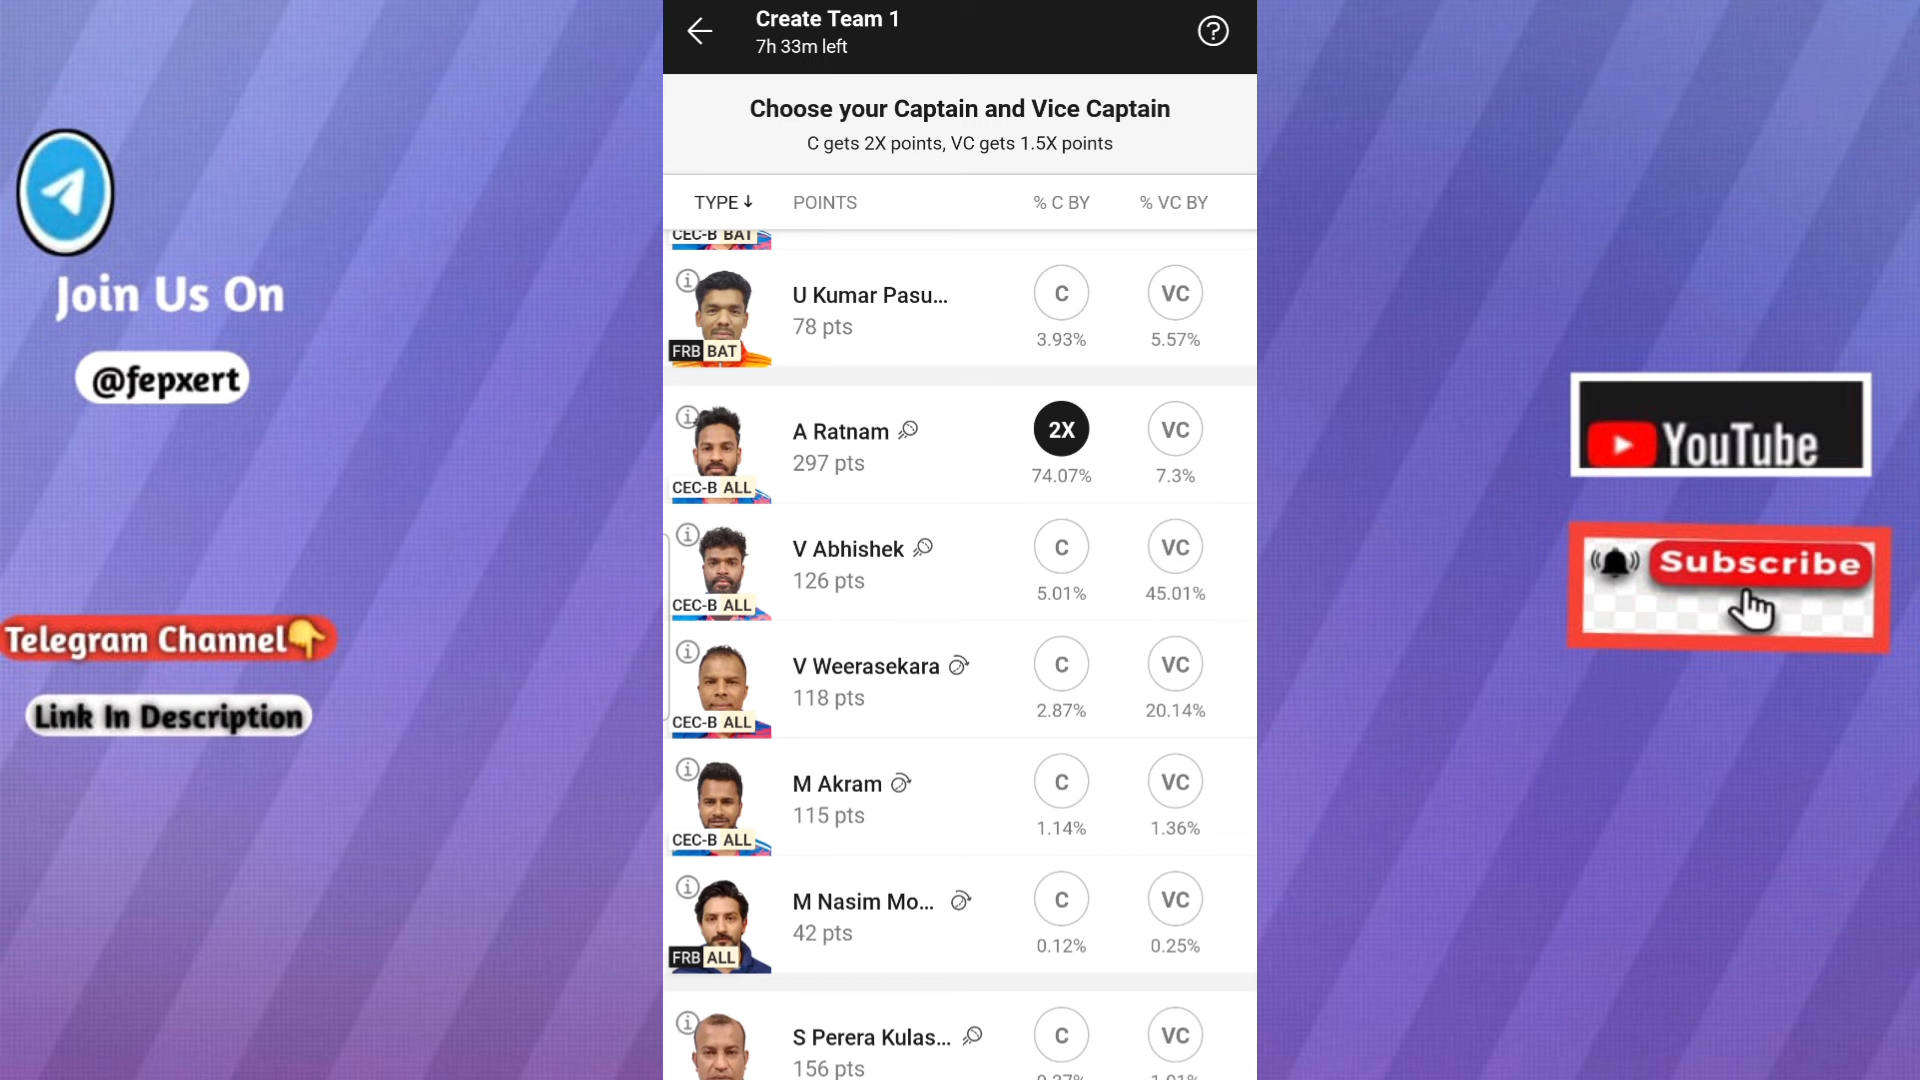 Create Team 1
7h 33m left
Choose your Captain and Vice Captain
C gets 2X points, VC gets 1.5X points
TYPE↓ POINTS % C BY % VC BY
CEC-B BAT
U Kumar Pasu... C VC
78 pts 3.93% 5.57%
FRB BAT
A Ratnam 2X VC
297 pts 74.07% 7.3%
CEC-B ALL
V Abhishek C VC
126 pts 5.01% 45.01%
CEC-B ALL
V Weerasekara C VC
118 pts 2.87% 20.14%
CEC-B ALL
M Akram C VC
115 pts 1.14% 1.36%
CEC-B ALL
M Nasim Mo... C VC
42 pts 0.12% 0.25%
FRB ALL
S Perera Kulas... C VC
156 pts
Join Us On
@fepxert
Telegram Channel👇
Link In Description
YouTube
Subscribe